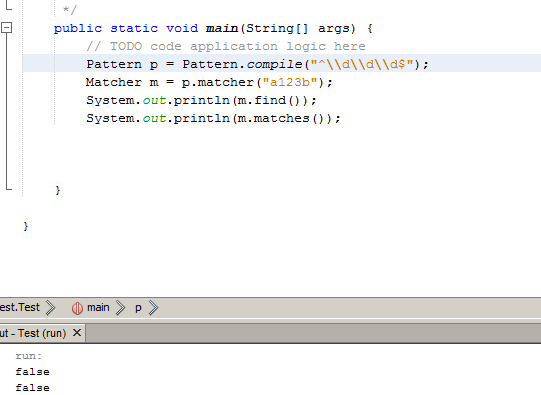 */
public static void main(String[] args) {
// TODO code application logic here
Pattern p = Pattern.compile("^\\d\\d\\d$");
Matcher m = p.matcher("a123b");
System.out.println(m.find());
System.out.println(m.matches());
}
}
est.Test main p
ut - Test (run)
run:
false
false